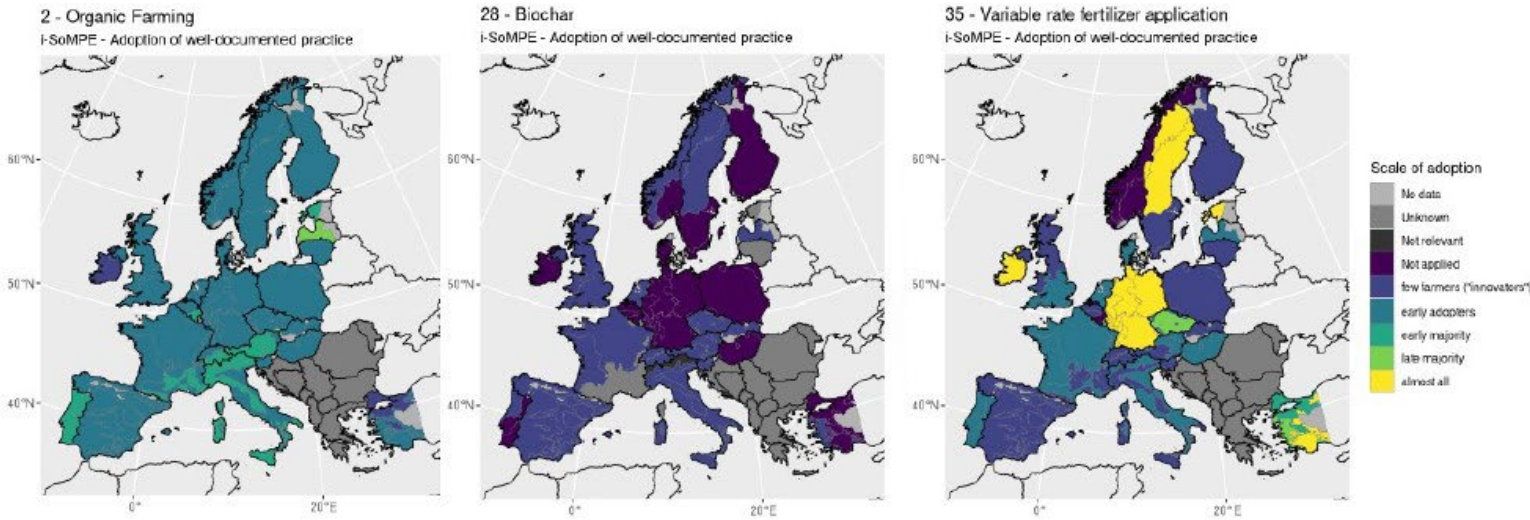 2 - Organic Farming
i-SoMPE - Adoption of well-documented practice
60°N
50°N
40°N
0°
20°E
28 - Biochar
i-SoMPE - Adoption of well-documented practice
60°N
50°N
40°N
0°
20°E
35 - Variable rate fertilizer application
i-SoMPE - Adoption of well-documented practice
60°N
50°N
40°N
0°
20°E
Scale of adoption
No data
Unknown
Not relevant
Not applied
few farmers ("innovators")
early adopters
early majority
late majority
almost all